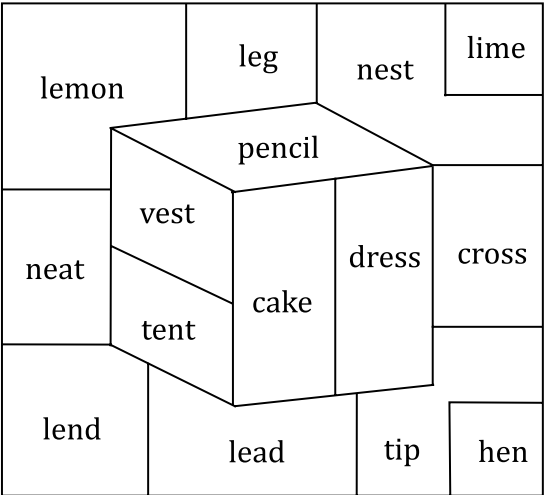 leg
nest
lime
lemon
pencil
vest
neat
cake
dress
cross
tent
lend
lead
tip
hen